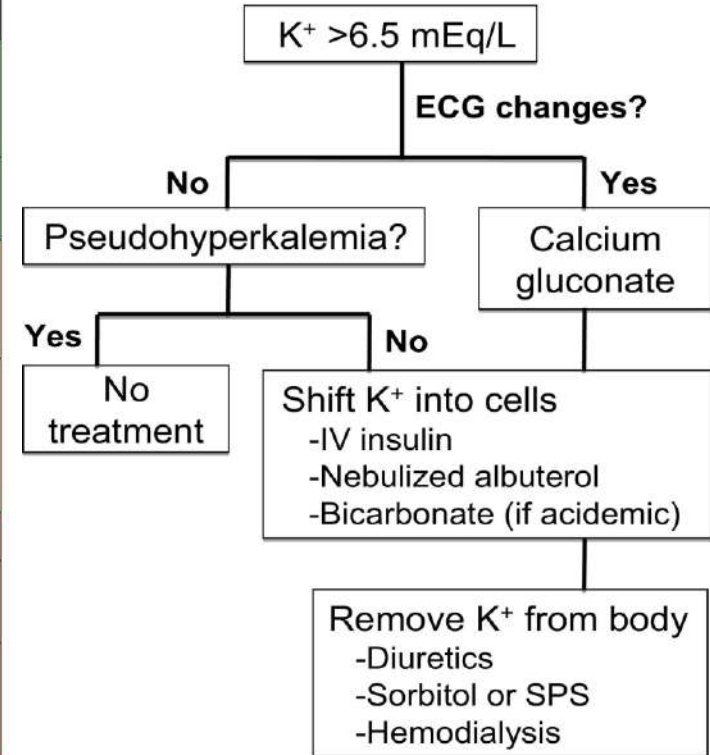 K⁺ >6.5 mEq/L
ECG changes?
No
Yes
Pseudohyperkalemia?
Calcium
gluconate
Yes
No
No
treatment
Shift K⁺ into cells
-IV insulin
-Nebulized albuterol
-Bicarbonate (if acidemic)
Remove K⁺ from body
-Diuretics
-Sorbitol or SPS
-Hemodialysis